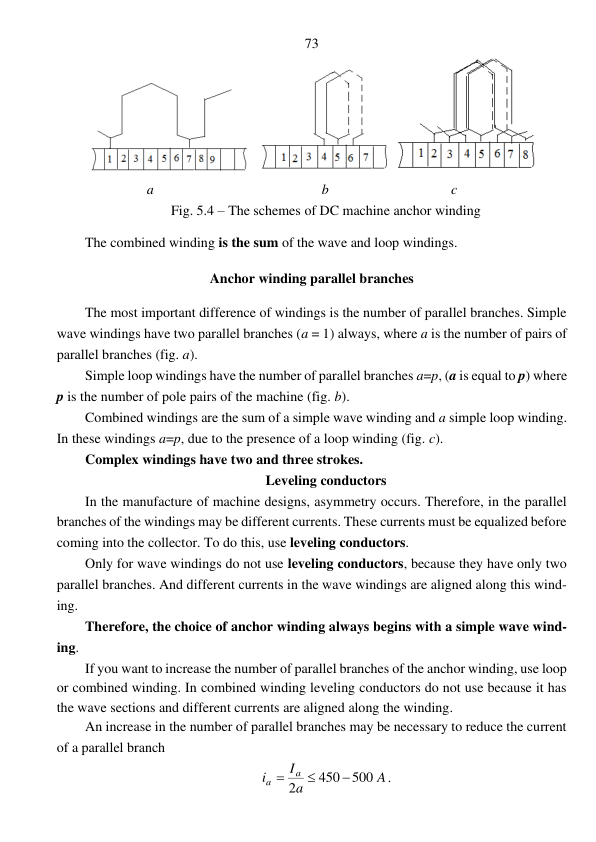 73
1 2 3 4 5 6 7 8 9
1 2 3 4 5 6 7
1 2 3 4 5 6 7 8
a b c
Fig. 5.4 – The schemes of DC machine anchor winding
The combined winding is the sum of the wave and loop windings.
Anchor winding parallel branches
The most important difference of windings is the number of parallel branches. Simple
wave windings have two parallel branches (a = 1) always, where a is the number of pairs of
parallel branches (fig. a).
Simple loop windings have the number of parallel branches a=p, (a is equal to p) where
p is the number of pole pairs of the machine (fig. b).
Combined windings are the sum of a simple wave winding and a simple loop winding.
In these windings a=p, due to the presence of a loop winding (fig. c).
Complex windings have two and three strokes.
Leveling conductors
In the manufacture of machine designs, asymmetry occurs. Therefore, in the parallel
branches of the windings may be different currents. These currents must be equalized before
coming into the collector. To do this, use leveling conductors.
Only for wave windings do not use leveling conductors, because they have only two
parallel branches. And different currents in the wave windings are aligned along this wind-
ing.
Therefore, the choice of anchor winding always begins with a simple wave wind-
ing.
If you want to increase the number of parallel branches of the anchor winding, use loop
or combined winding. In combined winding leveling conductors do not use because it has
the wave sections and different currents are aligned along the winding.
An increase in the number of parallel branches may be necessary to reduce the current
of a parallel branch
i_a = I_a / 2a ≤ 450 – 500 A .